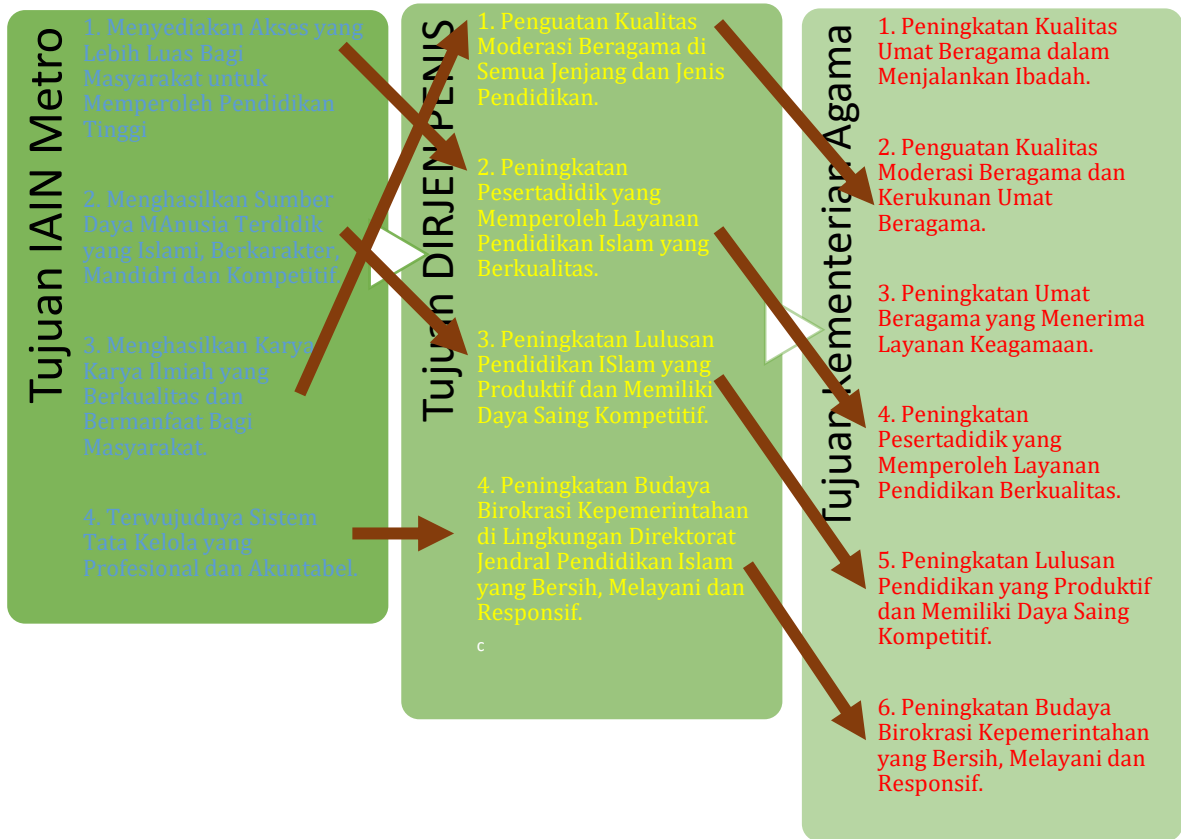 Tujuan IAIN Metro
1. Menyediakan Akses yang
Lebih Luas Bagi
Masyarakat untuk
Memperoleh Pendidikan
Tinggi
2. Menghasilkan Sumber
Daya MAnusia Terdidik
yang Islami, Berkarakter,
Mandidri dan Kompetitif.
3. Menghasilkan Karya
Karya Ilmiah yang
Berkualitas dan
Bermanfaat Bagi
Masyarakat.
4. Terwujudnya Sistem
Tata Kelola yang
Profesional dan Akuntabel.
Tujuan DIRJEN PENIS
1. Penguatan Kualitas
Moderasi Beragama di
Semua Jenjang dan Jenis
Pendidikan.
2. Peningkatan
Pesertadidik yang
Memperoleh Layanan
Pendidikan Islam yang
Berkualitas.
3. Peningkatan Lulusan
Pendidikan ISlam yang
Produktif dan Memiliki
Daya Saing Kompetitif.
4. Peningkatan Budaya
Birokrasi Kepemerintahan
di Lingkungan Direktorat
Jendral Pendidikan Islam
yang Bersih, Melayani dan
Responsif.
c
Tujuan Kementerian Agama
1. Peningkatan Kualitas
Umat Beragama dalam
Menjalankan Ibadah.
2. Penguatan Kualitas
Moderasi Beragama dan
Kerukunan Umat
Beragama.
3. Peningkatan Umat
Beragama yang Menerima
Layanan Keagamaan.
4. Peningkatan
Pesertadidik yang
Memperoleh Layanan
Pendidikan Berkualitas.
5. Peningkatan Lulusan
Pendidikan yang Produktif
dan Memiliki Daya Saing
Kompetitif.
6. Peningkatan Budaya
Birokrasi Kepemerintahan
yang Bersih, Melayani dan
Responsif.